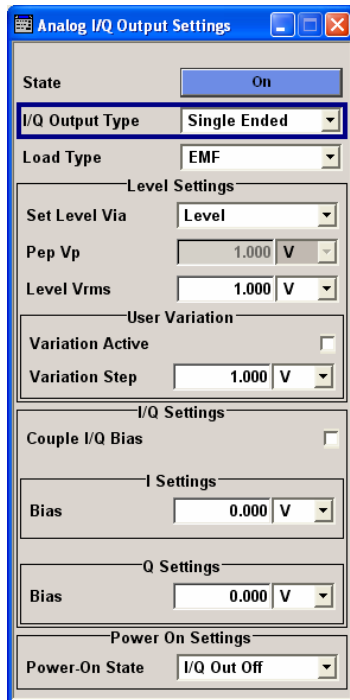 Analog I/Q Output Settings
State On
I/Q Output Type Single Ended
Load Type EMF
Level Settings
Set Level Via Level
Pep Vp 1.000 V
Level Vrms 1.000 V
User Variation
Variation Active
Variation Step 1.000 V
I/Q Settings
Couple I/Q Bias
I Settings
Bias 0.000 V
Q Settings
Bias 0.000 V
Power On Settings
Power-On State I/Q Out Off